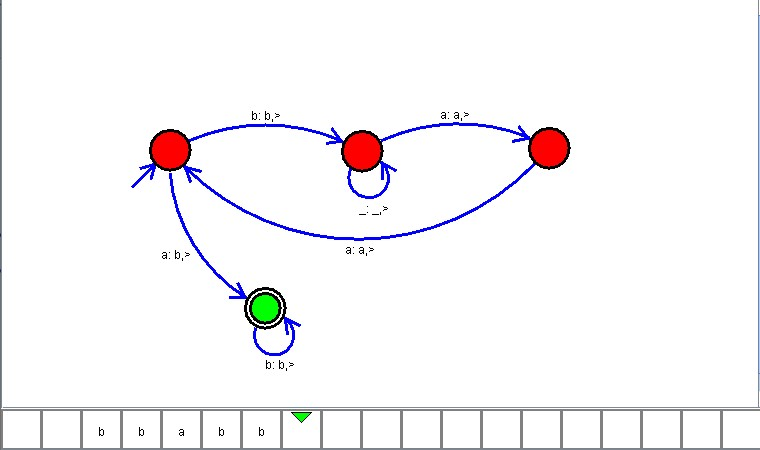 b: b,>
a: a,>
_: _,>
a: a,>
a: b,>
b: b,>
b b a b b